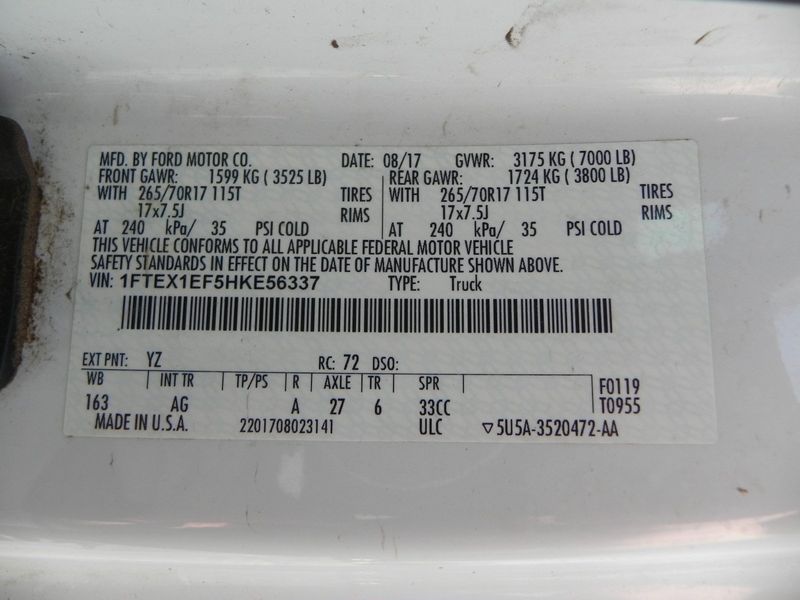 MFD. BY FORD MOTOR CO. DATE: 08/17 GVWR: 3175 KG ( 7000 LB)
FRONT GAWR: 1599 KG ( 3525 LB) REAR GAWR: 1724 KG ( 3800 LB)
WITH 265/70R17 115T TIRES WITH 265/70R17 115T TIRES
17x7.5J RIMS 17x7.5J RIMS
AT 240 kPa/ 35 PSI COLD AT 240 kPa/ 35 PSI COLD
THIS VEHICLE CONFORMS TO ALL APPLICABLE FEDERAL MOTOR VEHICLE
SAFETY STANDARDS IN EFFECT ON THE DATE OF MANUFACTURE SHOWN ABOVE.
VIN: 1FTEX1EF5HKE56337 TYPE: Truck
EXT PNT: YZ RC: 72 DSO:
WB INT TR TP/PS R AXLE TR SPR F0119
163 AG A 27 6 33CC T0955
MADE IN U.S.A. 2201708023141 ULC ▽5U5A-3520472-AA